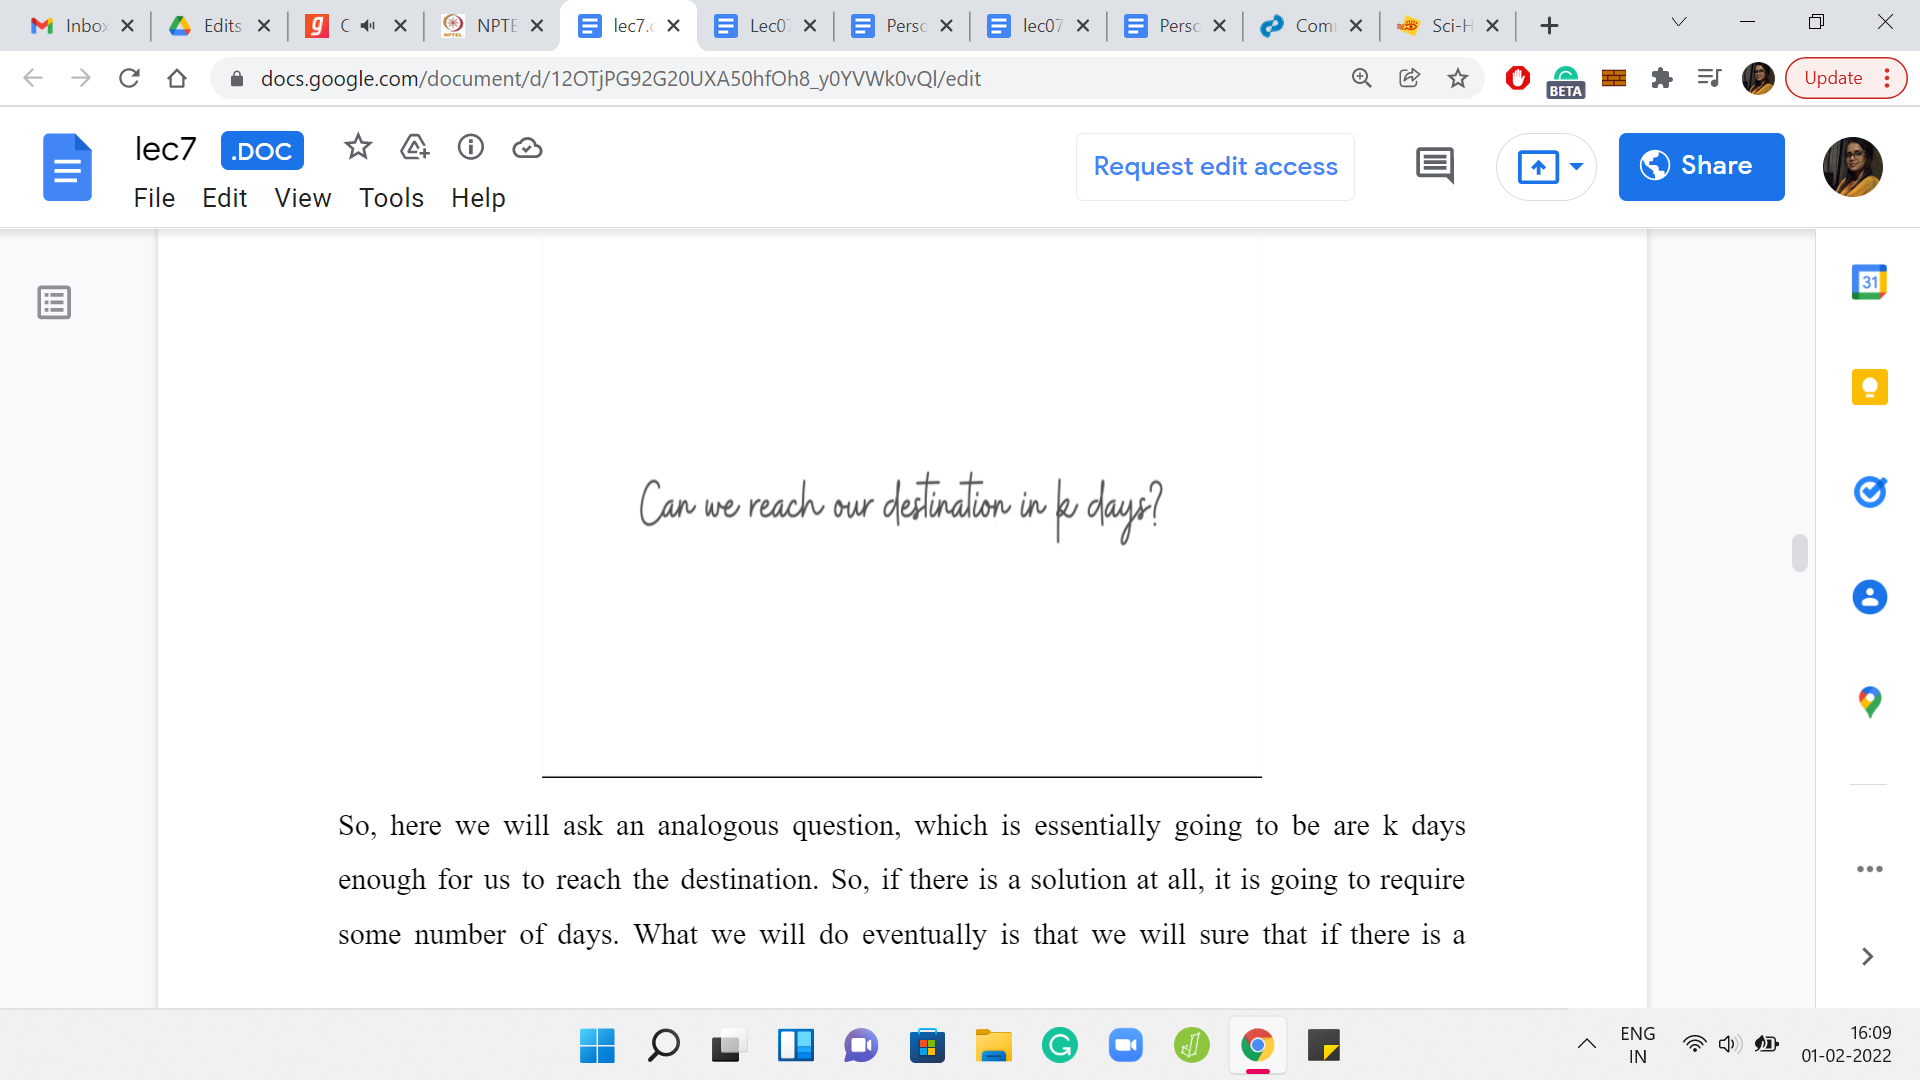 Inbox
Edits
C
NPTE
lec7.c
Lec07
Perso
lec07
Perso
Com
Sci-H
docs.google.com/document/d/12OTjPG92G20UXA50hfOh8_y0YVWk0vQl/edit
BETA
Update
lec7
.DOC
File Edit View Tools Help
Request edit access
Share
31
Can we reach our destination in k days?
So, here we will ask an analogous question, which is essentially going to be are k days
enough for us to reach the destination. So, if there is a solution at all, it is going to require
some number of days. What we will do eventually is that we will sure that if there is a
ENG
IN
16:09
01-02-2022